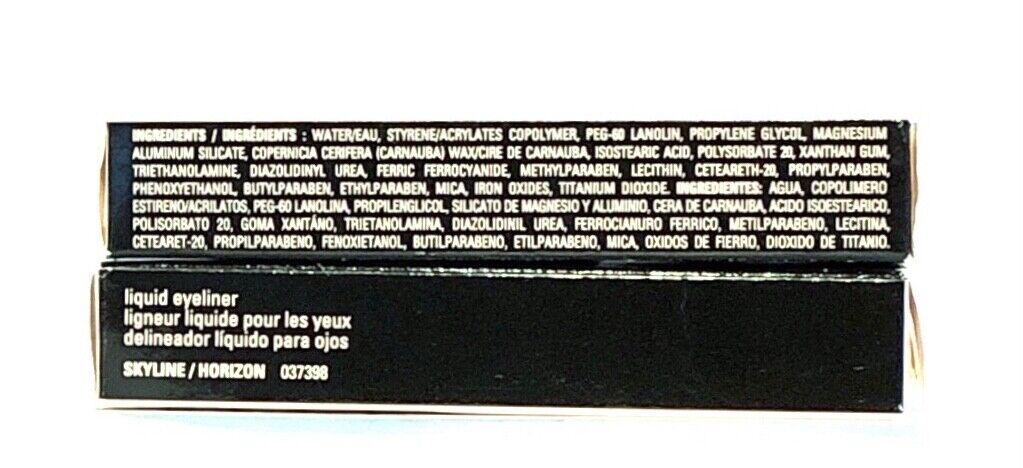 INGREDIENTS / INGRÉDIENTS : WATER/EAU, STYRENE/ACRYLATES COPOLYMER, PEG-60 LANOLIN, PROPYLENE GLYCOL, MAGNESIUM
ALUMINUM SILICATE, COPERNICIA CERIFERA (CARNAUBA) WAX/CIRE DE CARNAUBA, ISOSTEARIC ACID, POLYSORBATE 20, XANTHAN GUM,
TRIETHANOLAMINE, DIAZOLIDINYL UREA, FERRIC FERROCYANIDE, METHYLPARABEN, LECITHIN, CETEARETH-20, PROPYLPARABEN,
PHENOXYETHANOL, BUTYLPARABEN, ETHYLPARABEN, MICA, IRON OXIDES, TITANIUM DIOXIDE. INGREDIENTES: AGUA, COPOLIMERO
ESTIRENO/ACRILATOS, PEG-60 LANOLINA, PROPILENGLICOL, SILICATO DE MAGNESIO Y ALUMINIO, CERA DE CARNAUBA, ACIDO ISOESTEARICO,
POLISORBATO 20, GOMA XANTÁNO, TRIETANOLAMINA, DIAZOLIDINIL UREA, FERROCIANURO FERRICO, METILPARABENO, LECITINA,
CETEARET-20, PROPILPARABENO, FENOXIETANOL, BUTILPARABENO, ETILPARABENO, MICA, OXIDOS DE FIERRO, DIOXIDO DE TITANIO.
liquid eyeliner
ligneur liquide pour les yeux
delineador líquido para ojos
SKYLINE / HORIZON 037398